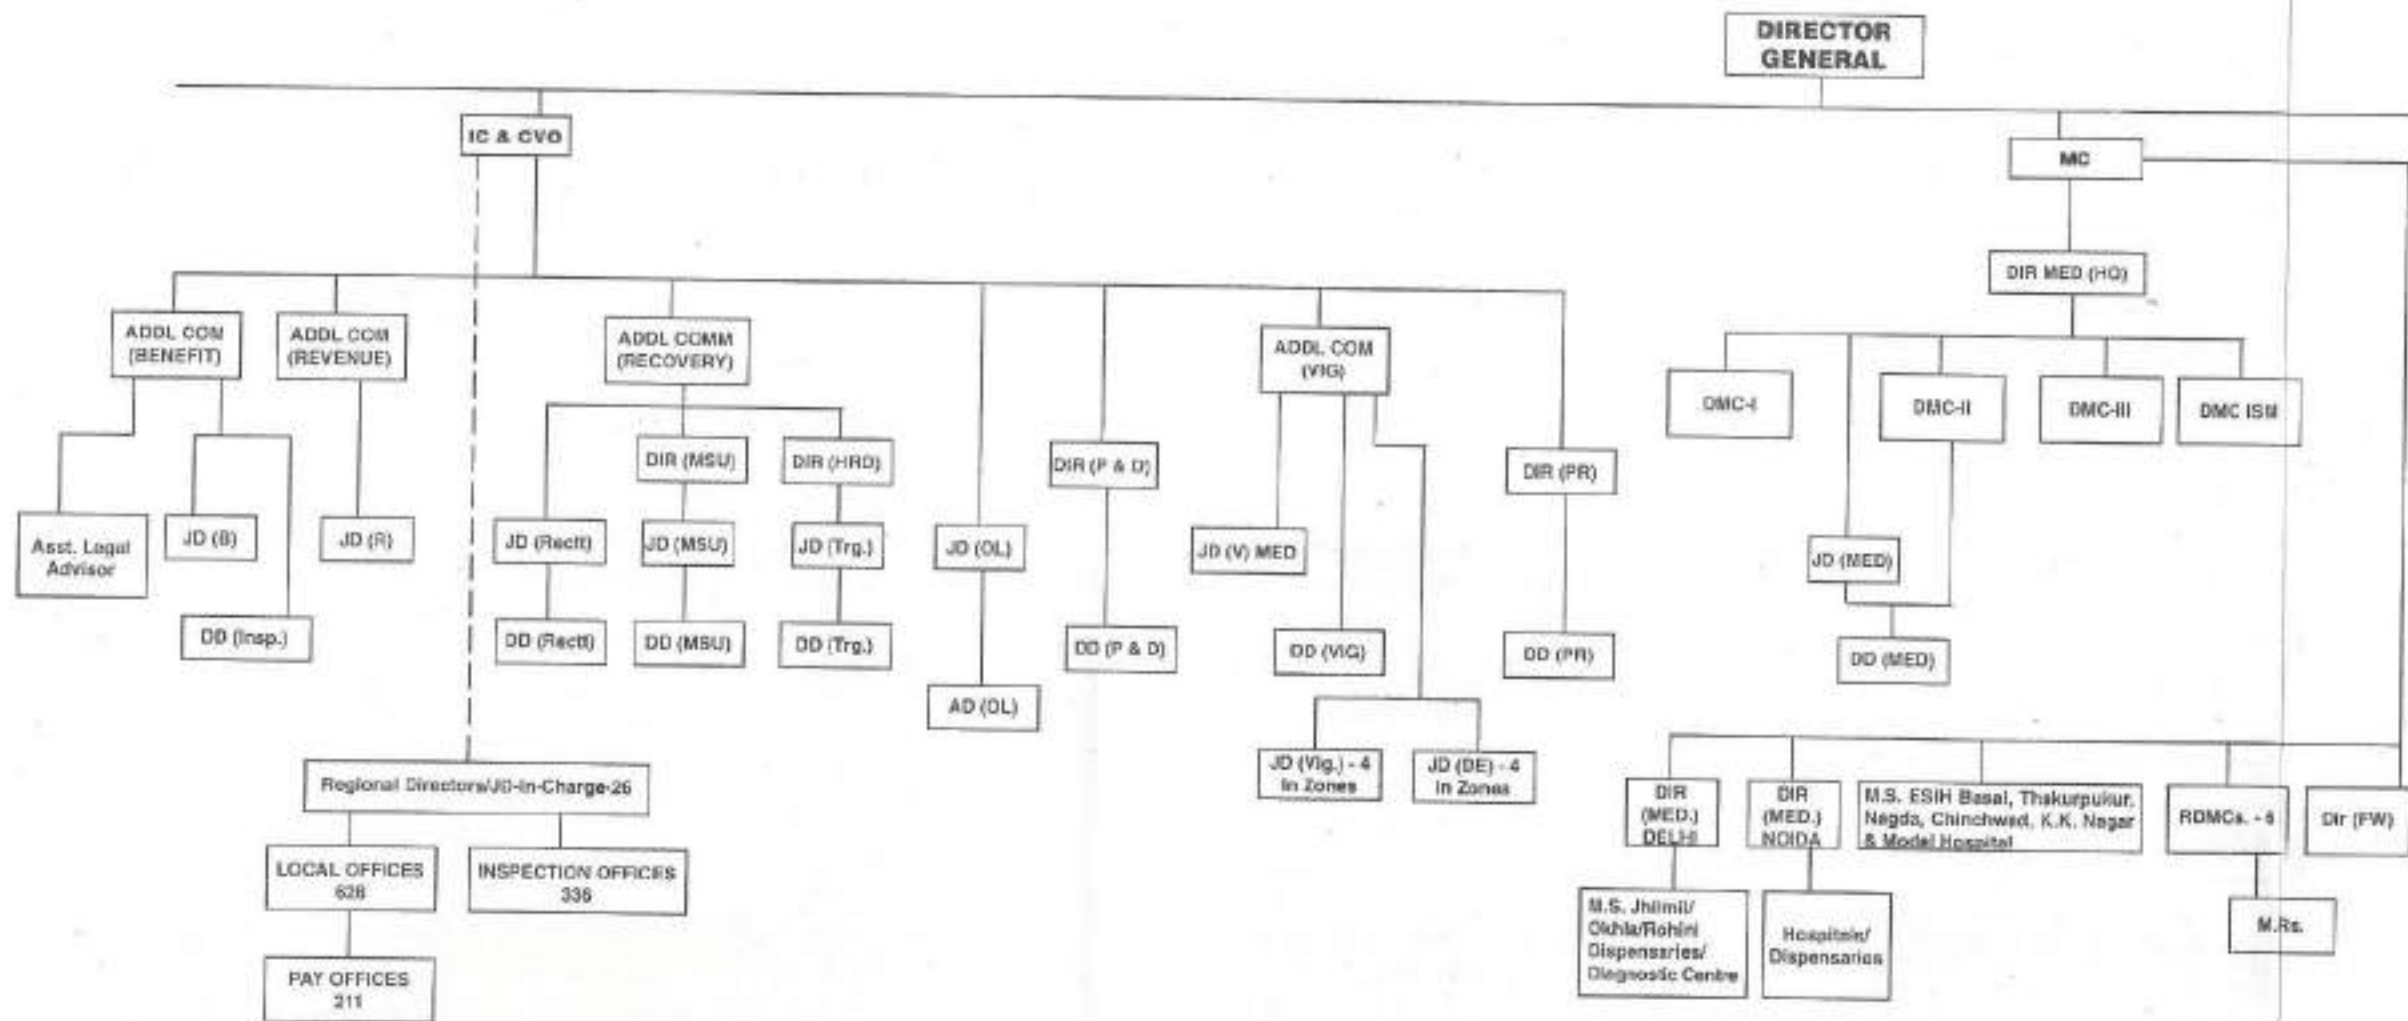 DIRECTOR
GENERAL
IC & CVO
MC
DIR MED (HQ)
ADDL COM
(BENEFIT)
ADDL COM
(REVENUE)
ADDL COMM
(RECOVERY)
ADDL COM
(VIG)
DMC-I
DMC-II
DMC-III
DMC ISM
DIR (MSU)
DIR (HRD)
DIR (P & D)
DIR (PR)
Asst. Legal
Advisor
JD (B)
JD (R)
JD (Rectt)
JD (MSU)
JD (Trg.)
JD (OL)
JD (V) MED
JD (MED)
DD (Insp.)
DD (Rectt)
DD (MSU)
DD (Trg.)
DD (P & D)
DD (VIG)
DD (PR)
DD (MED)
AD (OL)
Regional Directors/JD-in-Charge-26
JD (Vig.) - 4
In Zones
JD (DE) - 4
In Zones
DIR
(MED.)
DELHI
DIR
(MED.)
NOIDA
M.S. ESIH Basai, Thakurpukur,
Nagda, Chinchwad, K.K. Nagar
& Model Hospital
RDMCs. - 6
Dir (FW)
LOCAL OFFICES
628
INSPECTION OFFICES
336
M.S. Jhilmil/
Okhla/Rohini
Dispensaries/
Diagnostic Centre
Hospitals/
Dispensaries
M.Rs.
PAY OFFICES
211